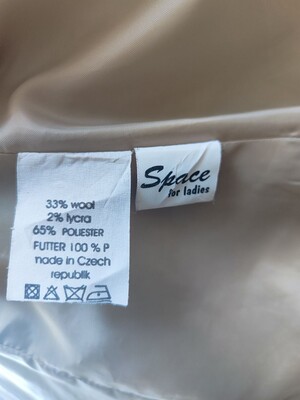 Space
for ladies
33% wool
2% lycra
65% POLIESTER
FUTTER 100 % P
made in Czech
republik